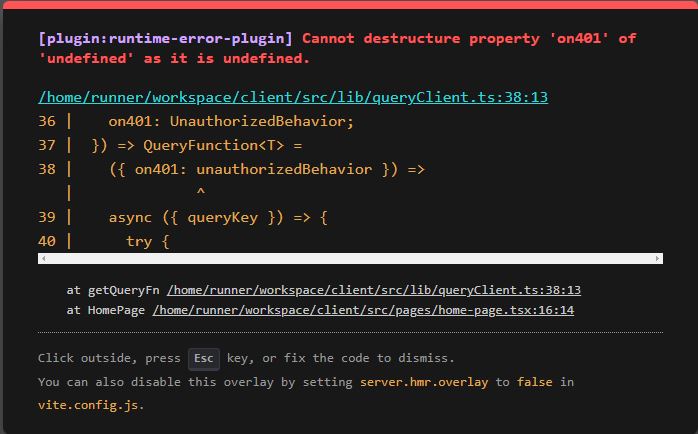 [plugin:runtime-error-plugin] Cannot destructure property 'on401' of
'undefined' as it is undefined.
/home/runner/workspace/client/src/lib/queryClient.ts:38:13
36 |    on401: UnauthorizedBehavior;
37 |  }) => QueryFunction<T> =
38 |    ({ on401: unauthorizedBehavior }) =>
   |              ^
39 |    async ({ queryKey }) => {
40 |      try {
at getQueryFn /home/runner/workspace/client/src/lib/queryClient.ts:38:13
at HomePage /home/runner/workspace/client/src/pages/home-page.tsx:16:14
Click outside, press Esc key, or fix the code to dismiss.
You can also disable this overlay by setting server.hmr.overlay to false in
vite.config.js.